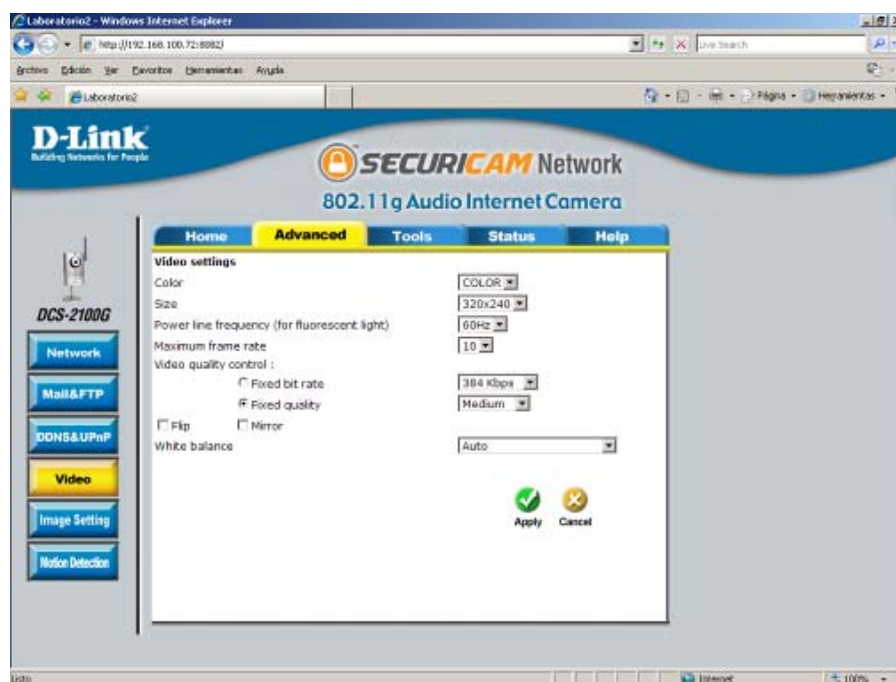 Laboratorio2 - Windows Internet Explorer
http://192.168.100.72:8082/
Live Search
Archivo Edición Ver Favoritos Herramientas Ayuda
Laboratorio2
Página
Herramientas
D-Link
Building Networks for People
SECURICAM Network
802.11g Audio Internet Camera
Home Advanced Tools Status Help
DCS-2100G
Network
Mail&FTP
DDNS&UPnP
Video
Image Setting
Motion Detection
Video settings
Color COLOR
Size 320x240
Power line frequency (for fluorescent light) 60Hz
Maximum frame rate 10
Video quality control :
Fixed bit rate 384 Kbps
Fixed quality Medium
Flip Mirror
White balance Auto
Apply Cancel
Listo
Internet
100%